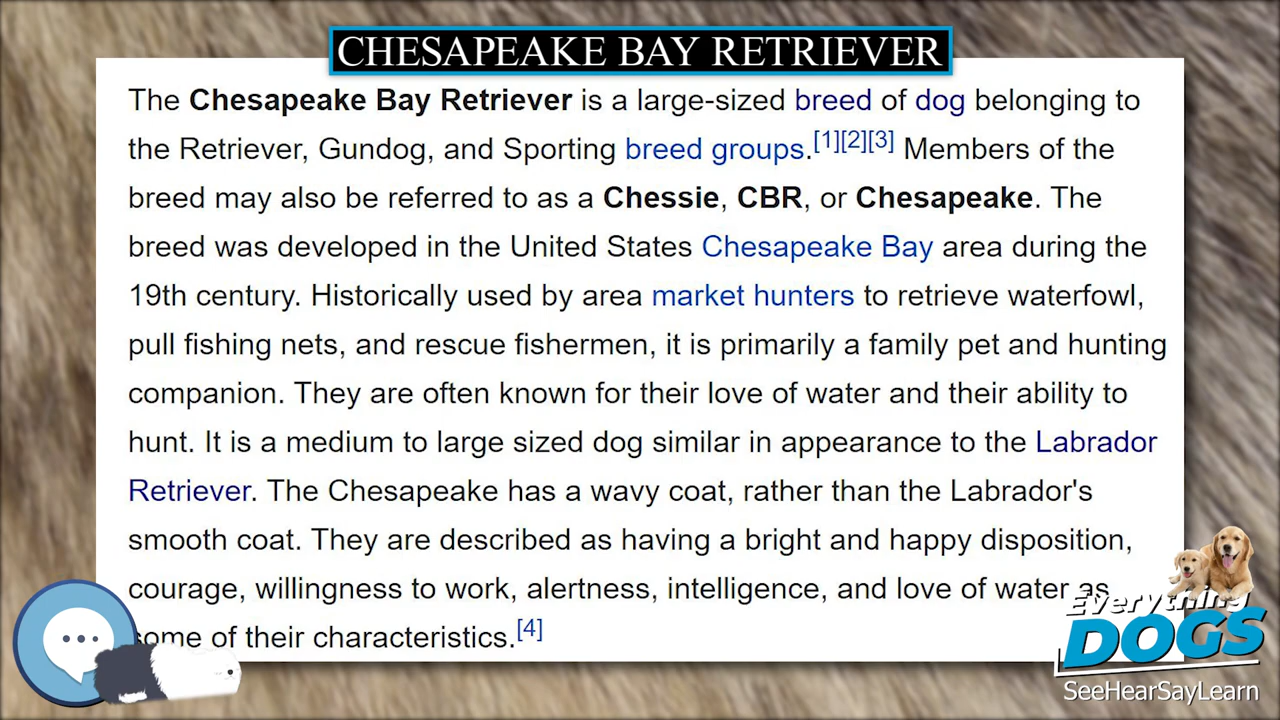 CHESAPEAKE BAY RETRIEVER
The Chesapeake Bay Retriever is a large-sized breed of dog belonging to
the Retriever, Gundog, and Sporting breed groups.[1][2][3] Members of the
breed may also be referred to as a Chessie, CBR, or Chesapeake. The
breed was developed in the United States Chesapeake Bay area during the
19th century. Historically used by area market hunters to retrieve waterfowl,
pull fishing nets, and rescue fishermen, it is primarily a family pet and hunting
companion. They are often known for their love of water and their ability to
hunt. It is a medium to large sized dog similar in appearance to the Labrador
Retriever. The Chesapeake has a wavy coat, rather than the Labrador's
smooth coat. They are described as having a bright and happy disposition,
courage, willingness to work, alertness, intelligence, and love of water as
some of their characteristics.[4]
Everything
DOGS
SeeHearSayLearn